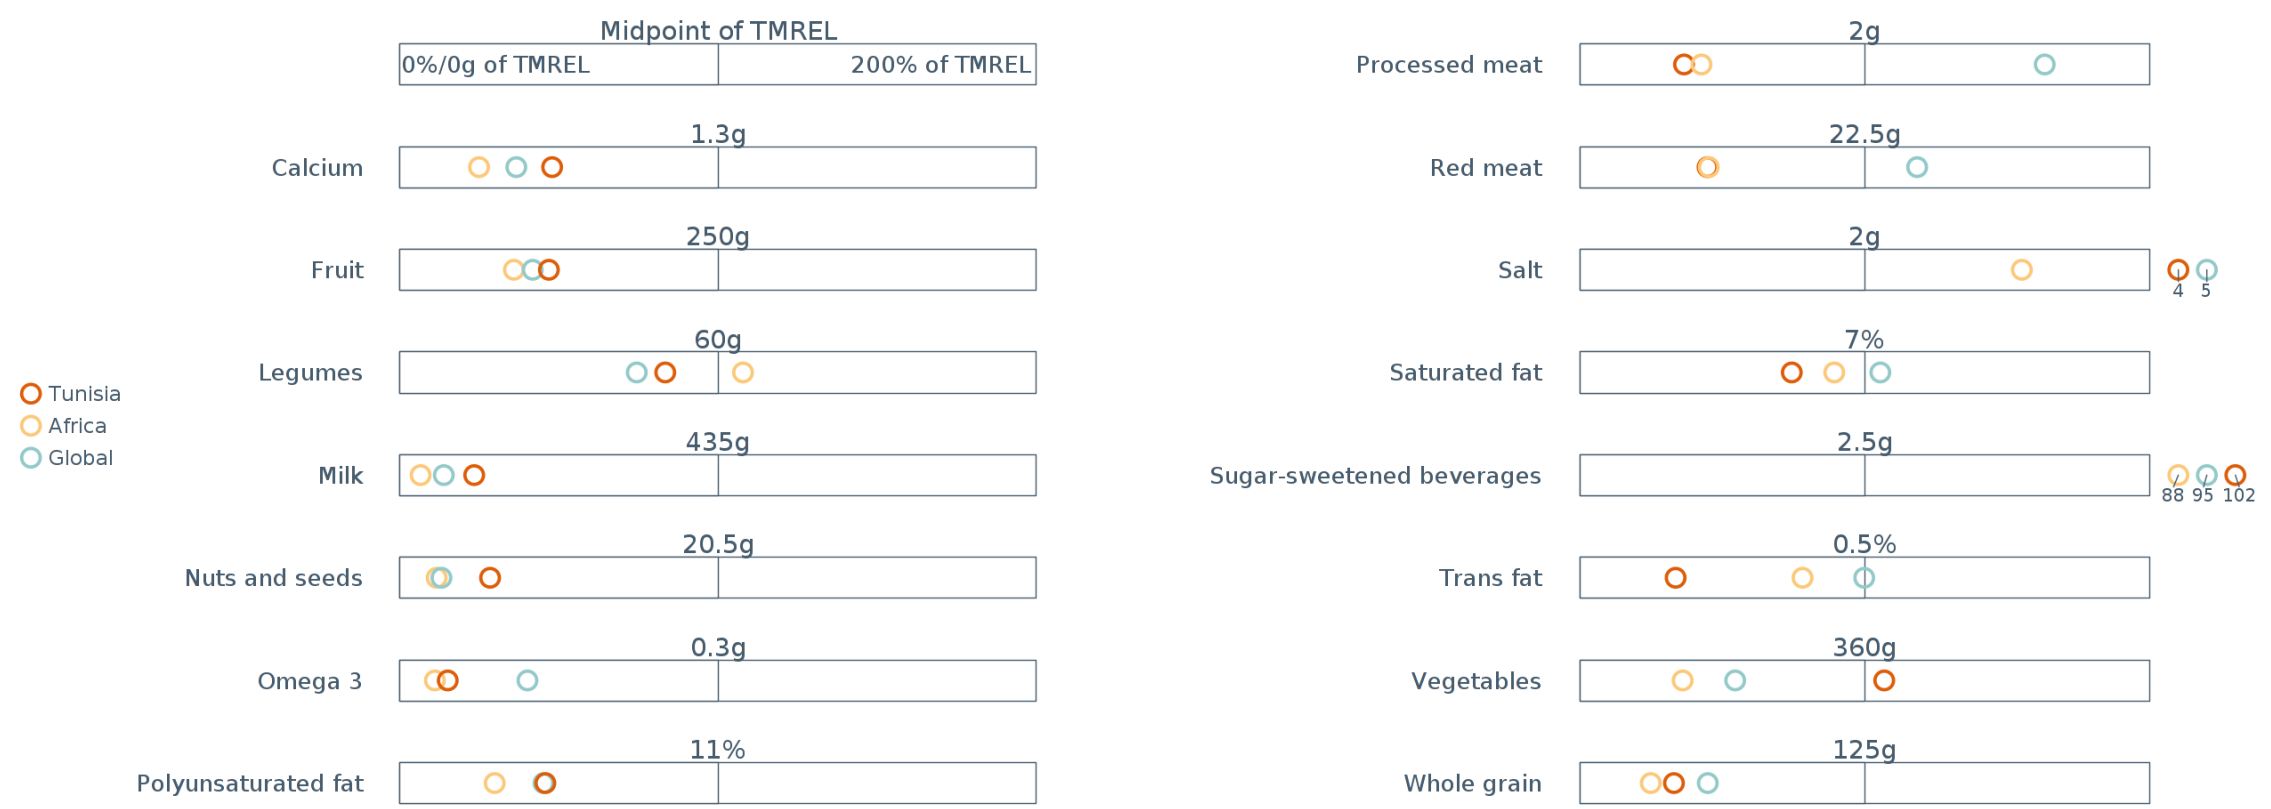 Midpoint of TMREL
0%/0g of TMREL 200% of TMREL
1.3g
Calcium
250g
Fruit
60g
Legumes
435g
Milk
20.5g
Nuts and seeds
0.3g
Omega 3
11%
Polyunsaturated fat
Tunisia
Africa
Global
2g
Processed meat
22.5g
Red meat
2g
Salt
4 5
7%
Saturated fat
2.5g
Sugar-sweetened beverages
88 95 102
0.5%
Trans fat
360g
Vegetables
125g
Whole grain